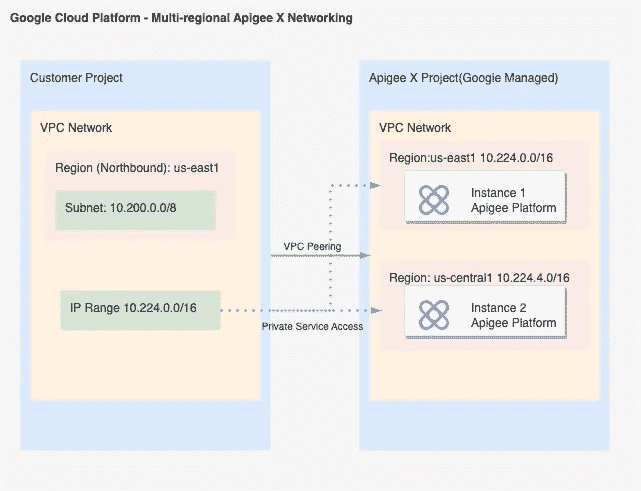 Google Cloud Platform - Multi-regional Apigee X Networking
Customer Project
VPC Network
Region (Northbound): us-east1
Subnet: 10.200.0.0/8
IP Range 10.224.0.0/16
VPC Peering
Private Service Access
Apigee X Project(Google Managed)
VPC Network
Region:us-east1 10.224.0.0/16
Instance 1
Apigee Platform
Region: us-central1 10.224.4.0/16
Instance 2
Apigee Platform